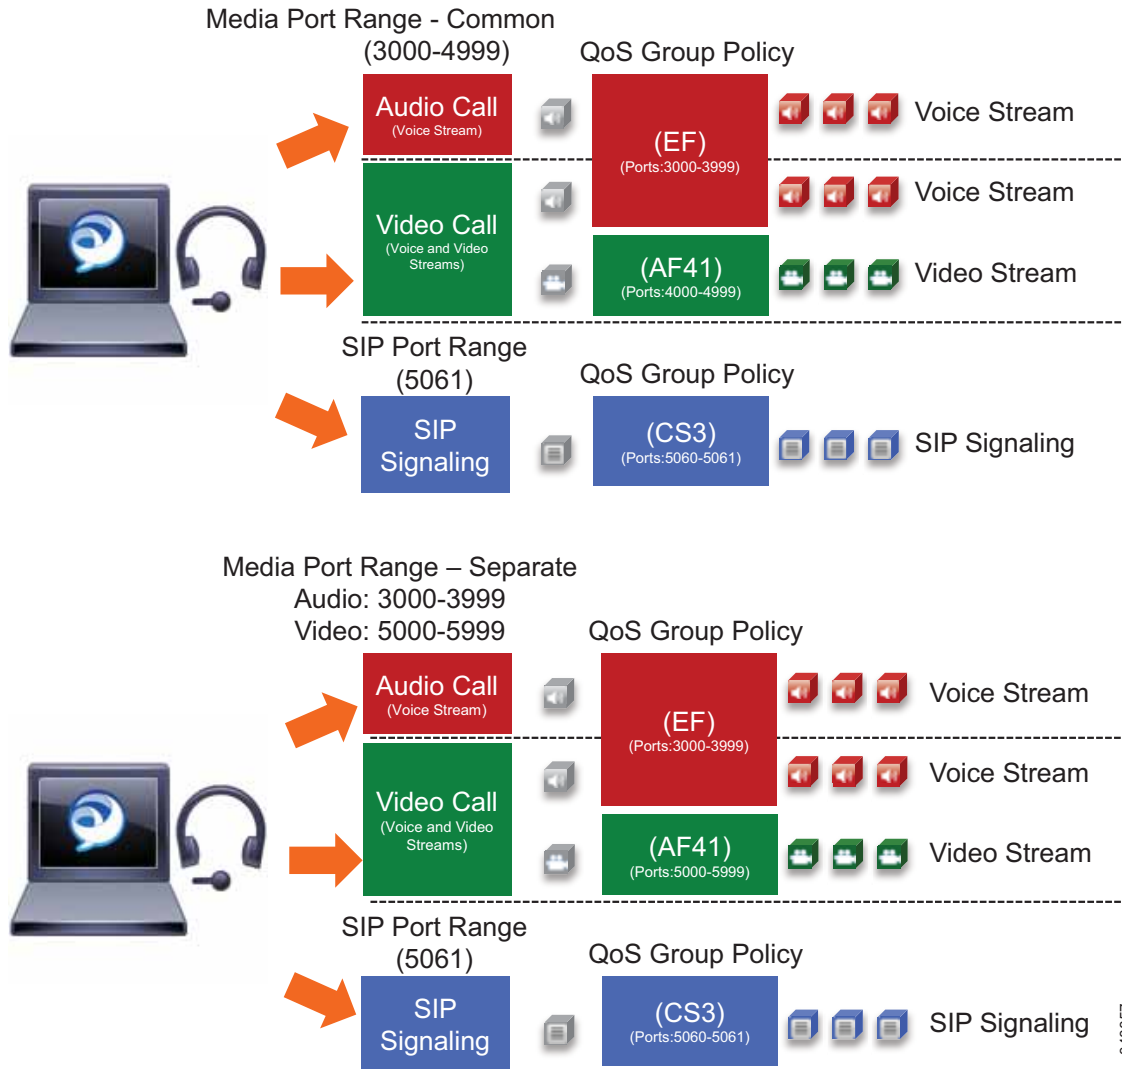 Media Port Range - Common
(3000-4999)
QoS Group Policy
Audio Call
(Voice Stream)
(EF)
(Ports:3000-3999)
Voice Stream
Video Call
(Voice and Video
Streams)
Voice Stream
(AF41)
(Ports:4000-4999)
Video Stream
SIP Port Range
(5061)
QoS Group Policy
SIP
Signaling
(CS3)
(Ports:5060-5061)
SIP Signaling
Media Port Range – Separate
Audio: 3000-3999
Video: 5000-5999
QoS Group Policy
Audio Call
(Voice Stream)
(EF)
(Ports:3000-3999)
Voice Stream
Video Call
(Voice and Video
Streams)
Voice Stream
(AF41)
(Ports:5000-5999)
Video Stream
SIP Port Range
(5061)
QoS Group Policy
SIP
Signaling
(CS3)
(Ports:5060-5061)
SIP Signaling